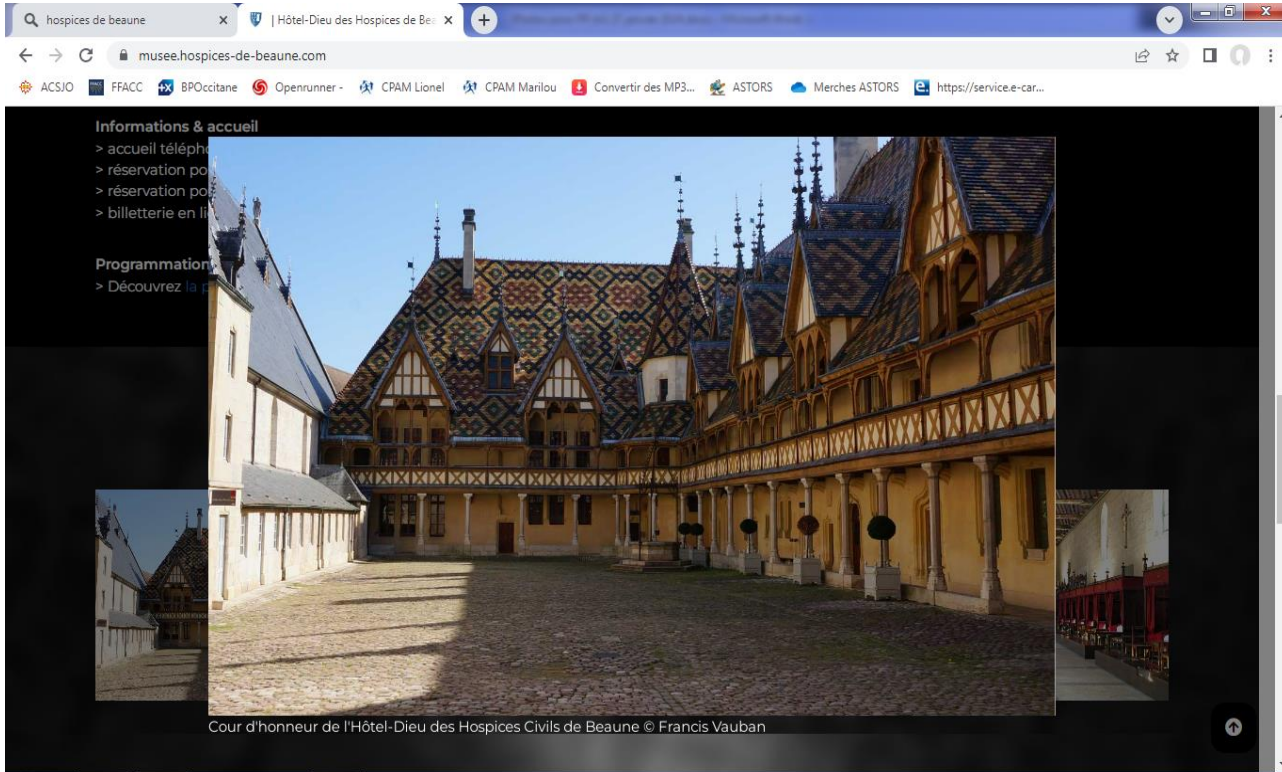 hospices de beaune
| Hôtel-Dieu des Hospices de Bea
musee.hospices-de-beaune.com
ACSJO FFACC BPOccitane Openrunner - CPAM Lionel CPAM Marilou Convertir des MP3... ASTORS Merches ASTORS https://service.e-car...
Informations & accueil
> accueil télépho
> réservation po
> réservation po
> billetterie en li
Programmation
> Découvrez la p
Cour d'honneur de l'Hôtel-Dieu des Hospices Civils de Beaune © Francis Vauban